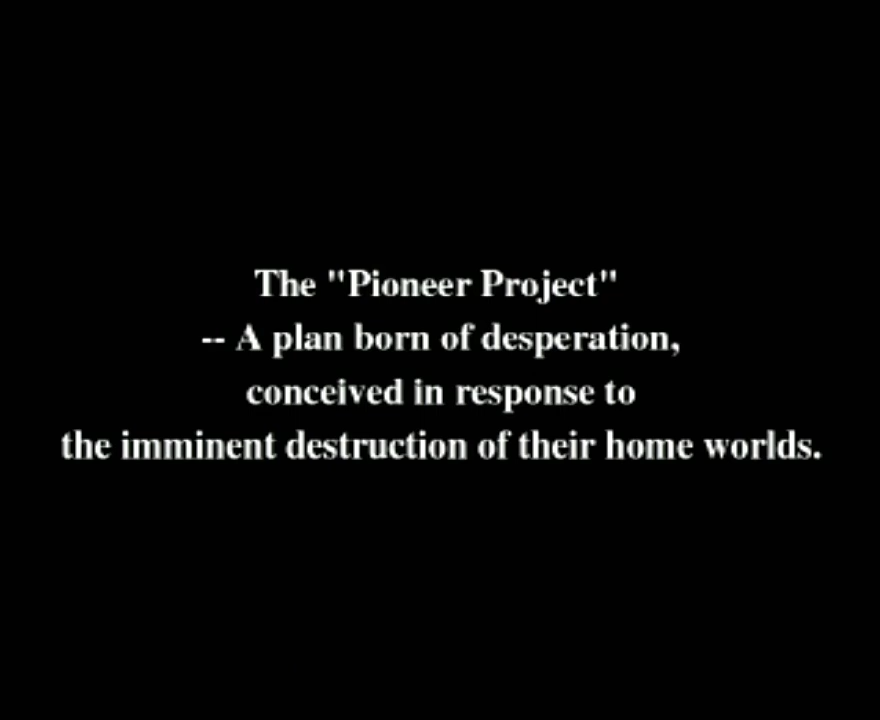 The "Pioneer Project"
-- A plan born of desperation,
conceived in response to
the imminent destruction of their home worlds.